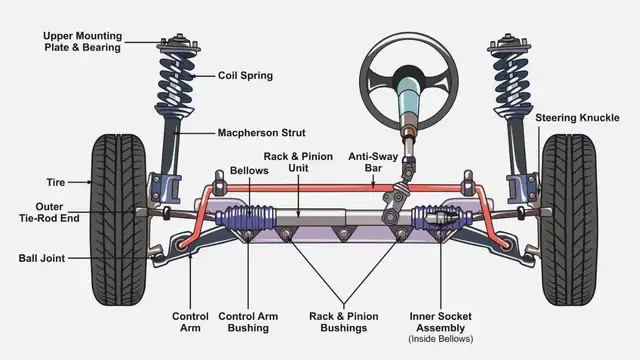 Upper Mounting
Plate & Bearing
Coil Spring
Steering Knuckle
Macpherson Strut
Rack & Pinion
Unit
Anti-Sway
Bar
Bellows
Tire
Outer
Tie-Rod End
Ball Joint
Control
Arm
Control Arm
Bushing
Rack & Pinion
Bushings
Inner Socket
Assembly
(Inside Bellows)